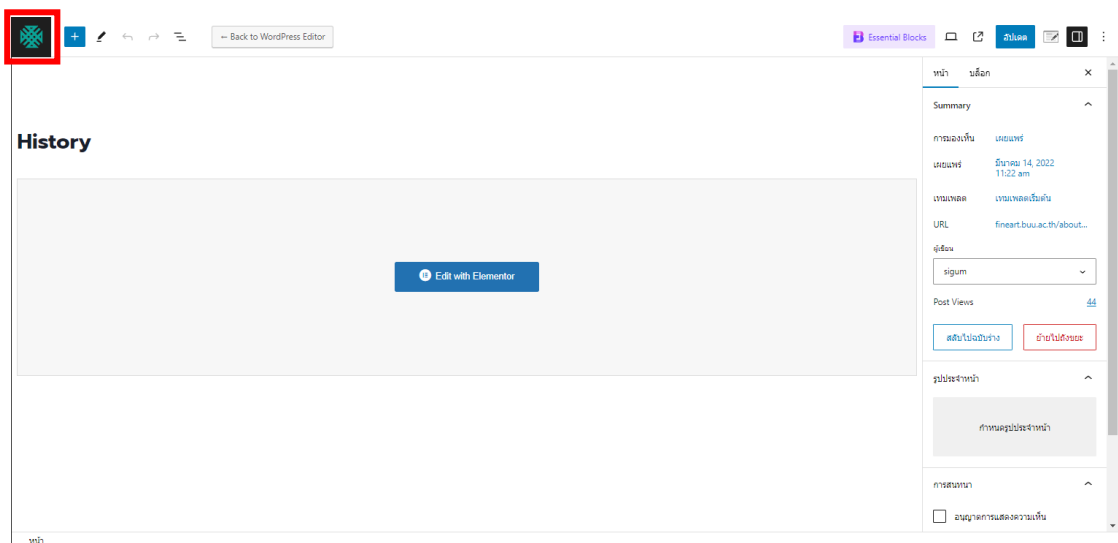 ← Back to WordPress Editor
Essential Blocks
อัปเดต
หน้า บล็อก
Summary
History
การมองเห็น เผยแพร่
เผยแพร่ มีนาคม 14, 2022
11:22 am
เทมเพลต เทมเพลตเริ่มต้น
URL fineart.buu.ac.th/about...
ผู้เขียน
sigum
Edit with Elementor
Post Views 44
สลับไปฉบับร่าง ย้ายไปถังขยะ
รูปประจำหน้า
กำหนดรูปประจำหน้า
การสนทนา
อนุญาตการแสดงความเห็น
หน้า